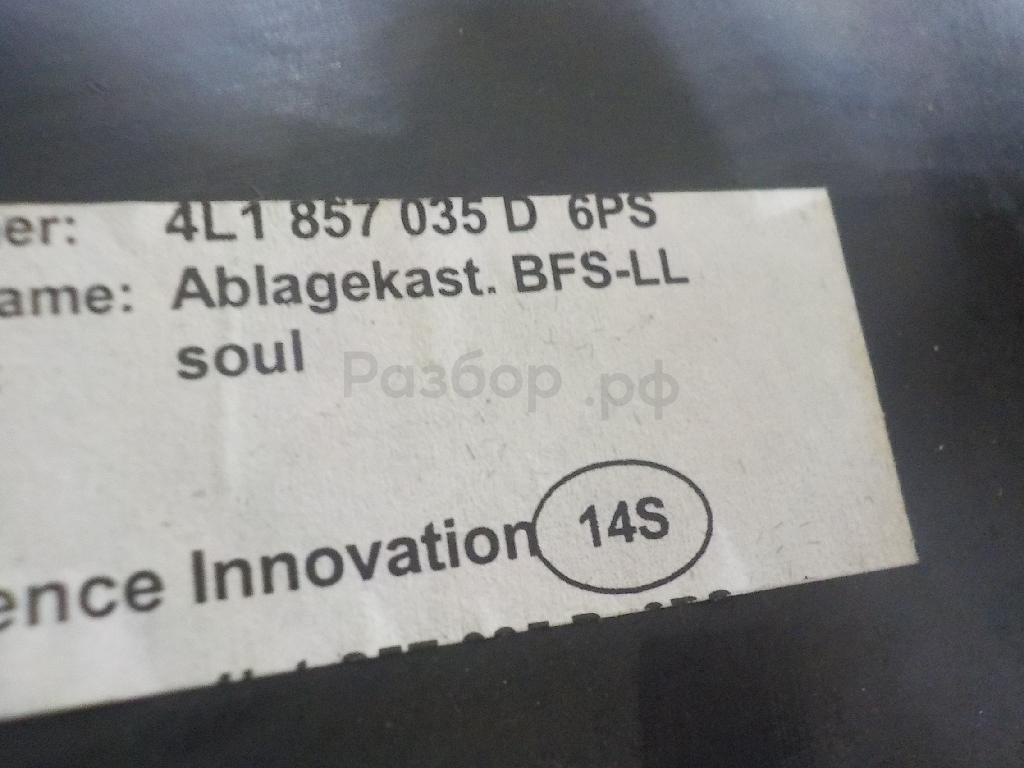 er: 4L1 857 035 D 6PS
ame: Ablagekast. BFS-LL
soul
Разбор .рф
ence Innovation 14S